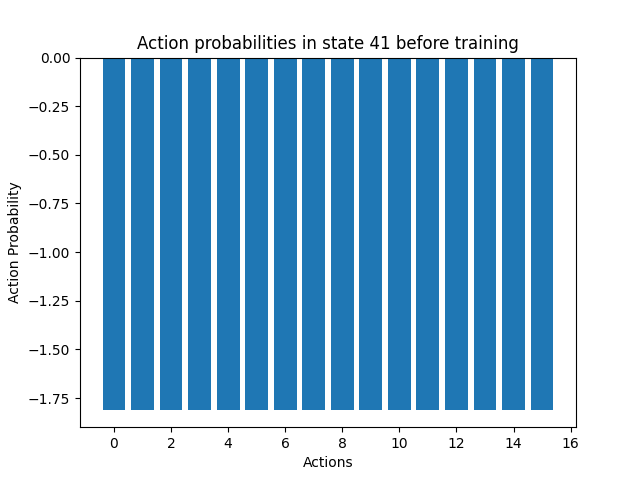 Action probabilities in state 41 before training
0.00
−0.25
−0.50
−0.75
−1.00
−1.25
−1.50
−1.75
Action Probability
0 2 4 6 8 10 12 14 16
Actions